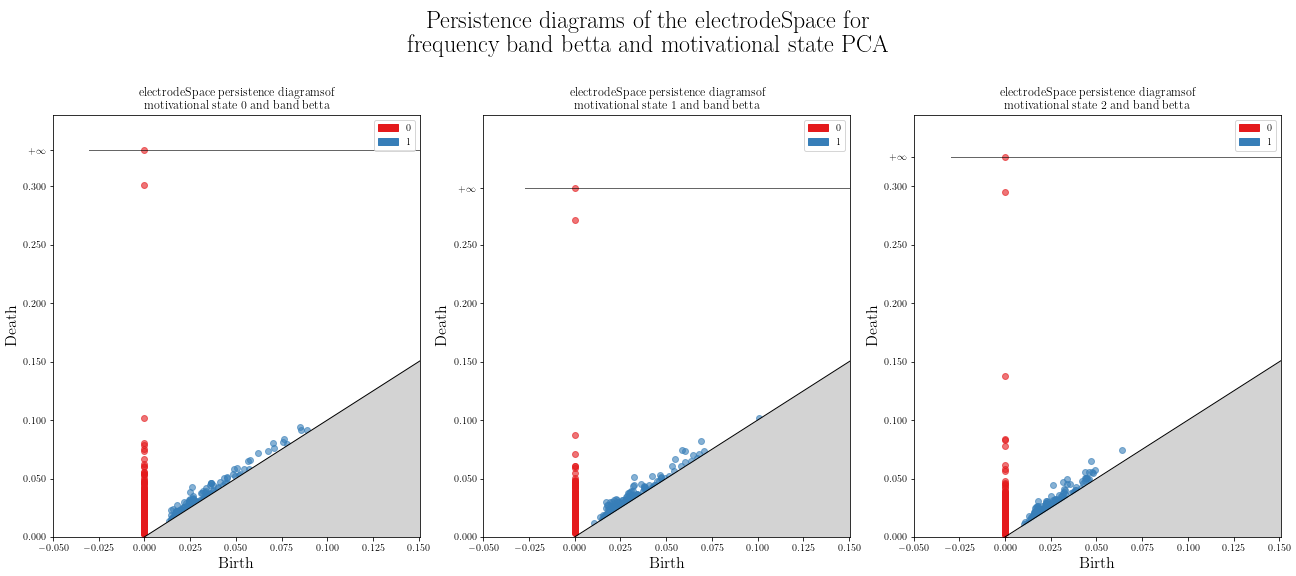 Persistence diagrams of the electrodeSpace for
frequency band betta and motivational state PCA
electrodeSpace persistence diagramsof
motivational state 0 and band betta
0
1
+∞
0.300
0.250
0.200
0.150
0.100
0.050
0.000
Death
−0.050 −0.025 0.000 0.025 0.050 0.075 0.100 0.125 0.150
Birth
electrodeSpace persistence diagramsof
motivational state 1 and band betta
0
1
+∞
0.250
0.200
0.150
0.100
0.050
0.000
Death
−0.050 −0.025 0.000 0.025 0.050 0.075 0.100 0.125 0.150
Birth
electrodeSpace persistence diagramsof
motivational state 2 and band betta
0
1
+∞
0.300
0.250
0.200
0.150
0.100
0.050
0.000
Death
−0.050 −0.025 0.000 0.025 0.050 0.075 0.100 0.125 0.150
Birth